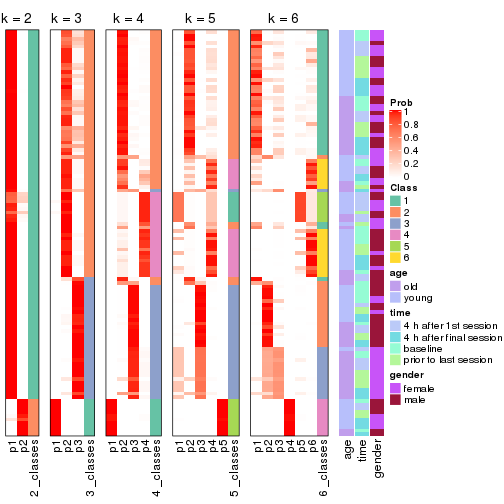 k = 2 k = 3 k = 4 k = 5 k = 6
Prob
1
0.8
0.6
0.4
0.2
0
Class
1
2
3
4
5
6
age
old
young
time
4 h after 1st session
4 h after final session
baseline
prior to last session
gender
female
male
p1 p2 2_classes p1 p2 p3 3_classes p1 p2 p3 p4 4_classes p1 p2 p3 p4 p5 5_classes p1 p2 p3 p4 p5 p6 6_classes age time gender